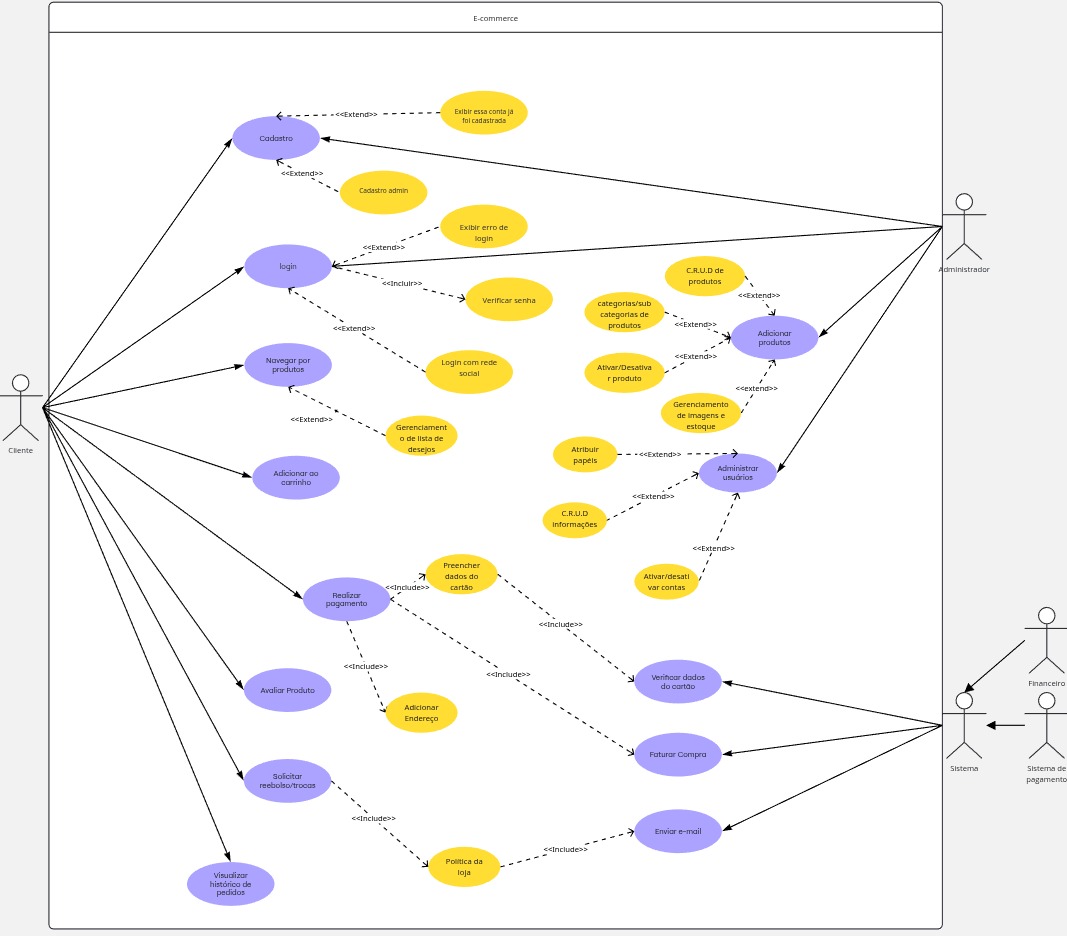 E-commerce
<<Extend>>
Exibir essa conta já
foi cadastrada
Cadastro
<<Extend>>
Cadastro admin
Exibir erro de
login
<<Extend>>
login
<<Incluir>>
Verificar senha
<<Extend>>
Login com rede
social
Navegar por
produtos
<<Extend>>
Gerenciament
o de lista de
desejos
Adicionar ao
carrinho
Cliente
Administrador
C.R.U.D de
produtos
<<Extend>>
categorias/sub
categorias de
produtos
<<Extend>>
Adicionar
produtos
Ativar/Desativa
r produto
<<Extend>>
<<extend>>
Gerenciamento
de imagens e
estoque
Atribuir
papéis
<<Extend>>
Administrar
usuários
<<Extend>>
C.R.U.D
informações
<<Extend>>
Ativar/desati
var contas
Preencher
dados do
cartão
<<Include>>
Realizar
pagamento
<<Include>>
<<Include>>
<<Include>>
Verificar dados
do cartão
Avaliar Produto
Adicionar
Endereço
Faturar Compra
Financeiro
Sistema
Sistema de
pagamento
Solicitar
reebolso/trocas
<<Include>>
Enviar e-mail
<<Include>>
Política da
loja
Visualizar
histórico de
pedidos